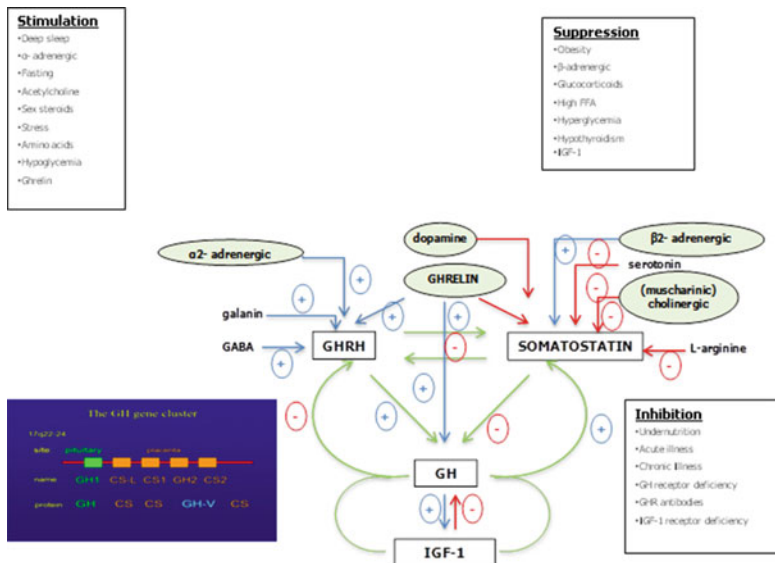 Stimulation
•Deep sleep
•α- adrenergic
•Fasting
•Acetylcholine
•Sex steroids
•Stress
•Amino acids
•Hypoglycemia
•Ghrelin
Suppression
•Obesity
•β-adrenergic
•Glucocorticoids
•High FFA
•Hyperglycemia
•Hypothyroidism
•IGF-1
dopamine
β2- adrenergic
α2- adrenergic
+
-
serotonin
GHRELIN
+
-
(muscharinic)
cholinergic
galanin
+
+
+
-
GABA
+
GHRH
-
SOMATOSTATIN
L-arginine
-
The GH gene cluster
17q22-24
site
pituitary
placenta
name
GH1 CS-L CS1 GH2 CS2
protein
GH CS CS GH-V CS
-
+
+
-
+
GH
+
-
IGF-1
Inhibition
•Undernutrition
•Acute illness
•Chronic Illness
•GH receptor deficiency
•GHR antibodies
•IGF-1 receptor deficiency